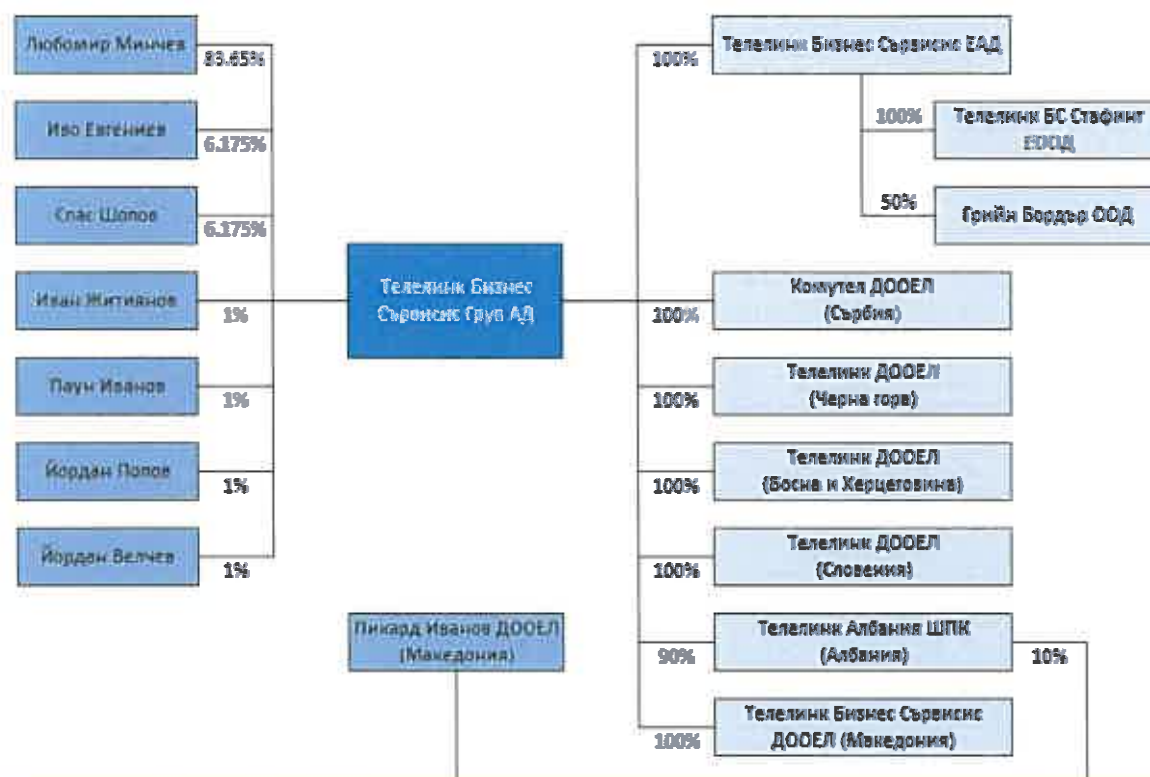 Любомир Минчев
83.65%
Иво Евгениев
6.175%
Спас Шопов
6.175%
Иван Житиянов
1%
Паун Иванов
1%
Йордан Попов
1%
Йордан Велчев
1%
Телелинк Бизнес
Сървисис Груп АД
Пикард Иванов ДООЕЛ
(Македония)
100%
Телелинк Бизнес Сървисис ЕАД
100%
Телелинк БС Стафинг
ЕООД
50%
Грийн Бордър ООД
100%
Комутел ДООЕЛ
(Сърбия)
100%
Телелинк ДООЕЛ
(Черна гора)
100%
Телелинк ДООЕЛ
(Босна и Херцеговина)
100%
Телелинк ДООЕЛ
(Словения)
90%
Телелинк Албания ШПК
(Албания)
10%
100%
Телелинк Бизнес Сървисис
ДООЕЛ (Македония)